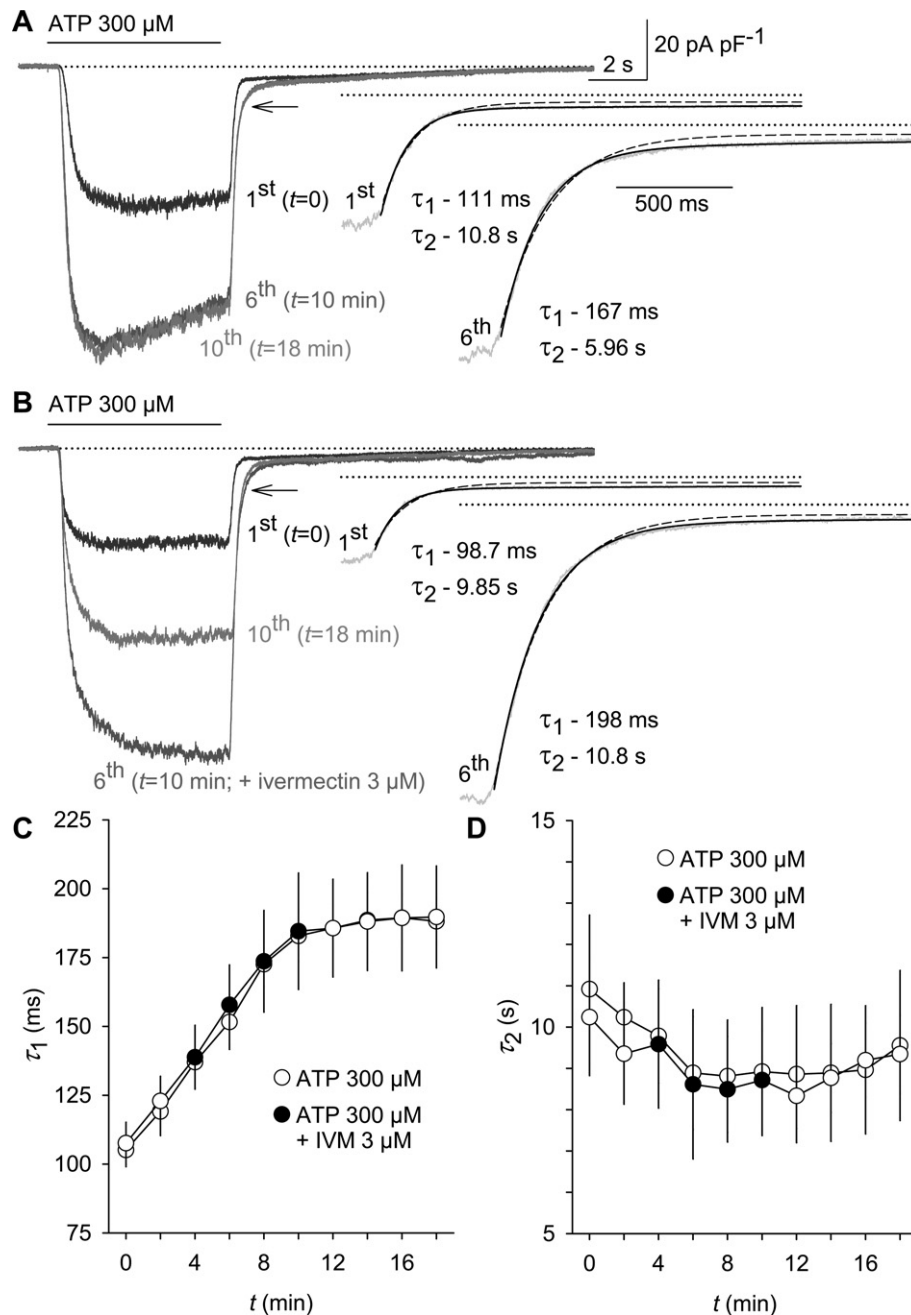 A
ATP 300 µM
20 pA pF-1
2 s
1st (t=0)
1st
τ1 - 111 ms
τ2 - 10.8 s
500 ms
6th (t=10 min)
10th (t=18 min)
6th
τ1 - 167 ms
τ2 - 5.96 s
B
ATP 300 µM
1st (t=0)
1st
τ1 - 98.7 ms
τ2 - 9.85 s
10th (t=18 min)
6th (t=10 min; + ivermectin 3 µM)
6th
τ1 - 198 ms
τ2 - 10.8 s
C
225
200
175
150
125
100
75
τ1 (ms)
ATP 300 µM
ATP 300 µM
+ IVM 3 µM
0 4 8 12 16
t (min)
D
15
10
5
τ2 (s)
ATP 300 µM
ATP 300 µM
+ IVM 3 µM
0 4 8 12 16
t (min)